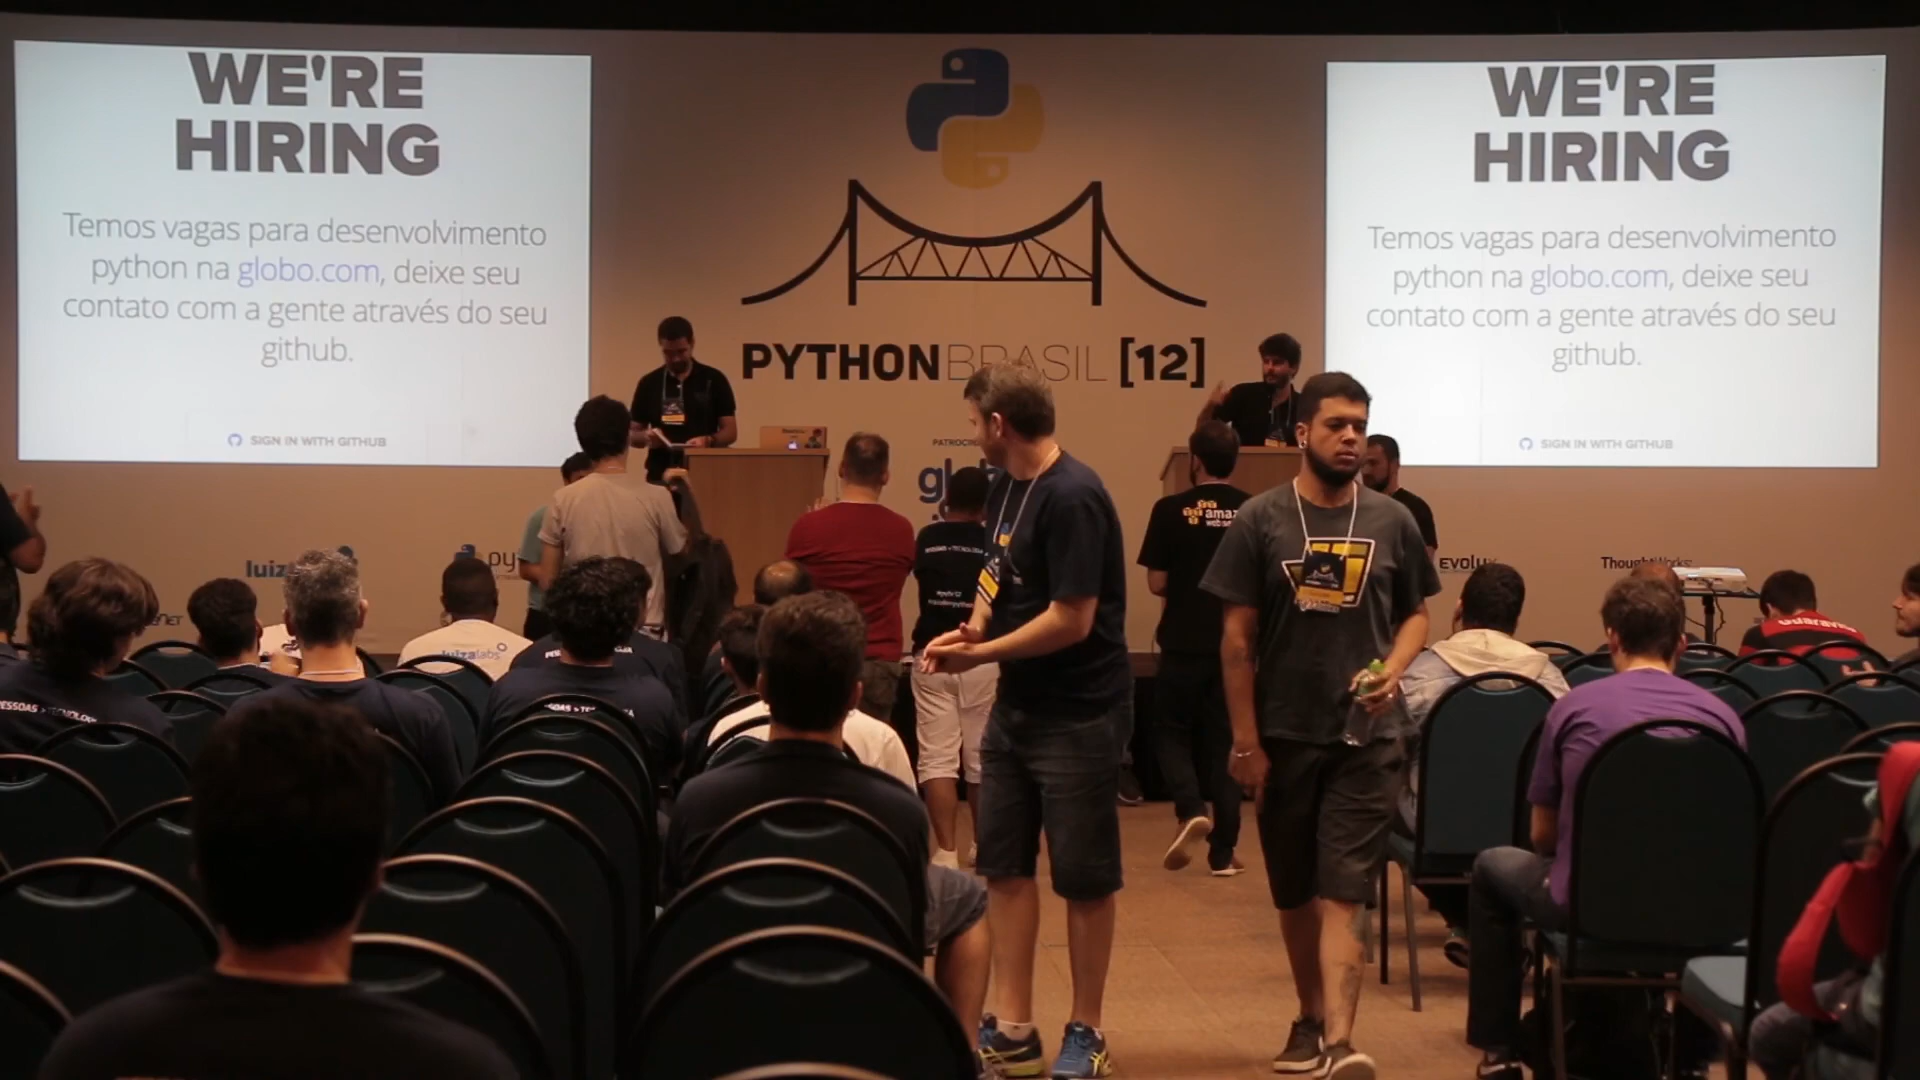 WE'RE
HIRING
Temos vagas para desenvolvimento
python na globo.com, deixe seu
contato com a gente através do seu
github.
SIGN IN WITH GITHUB
PYTHONBRASIL [12]
WE'RE
HIRING
Temos vagas para desenvolvimento
python na globo.com, deixe seu
contato com a gente através do seu
github.
SIGN IN WITH GITHUB
luizalabs
ThoughtWorks